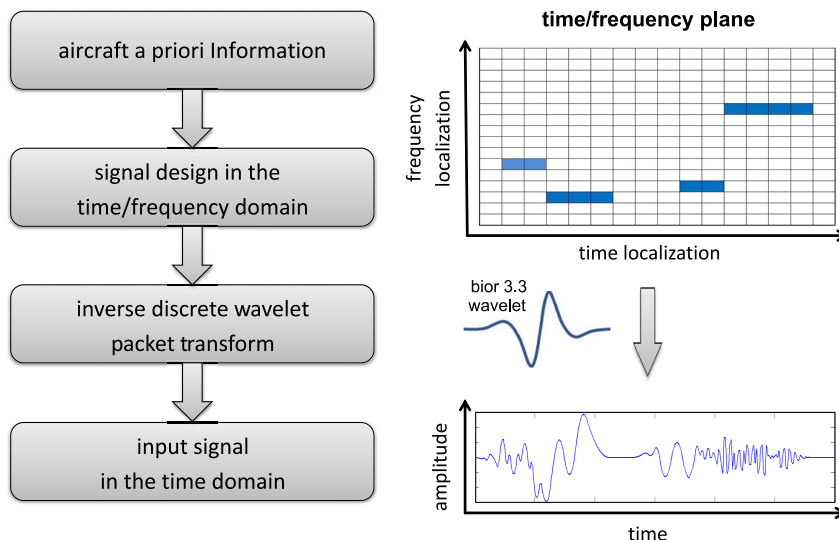 aircraft a priori Information
signal design in the
time/frequency domain
inverse discrete wavelet
packet transform
input signal
in the time domain
time/frequency plane
frequency
localization
time localization
bior 3.3
wavelet
amplitude
time